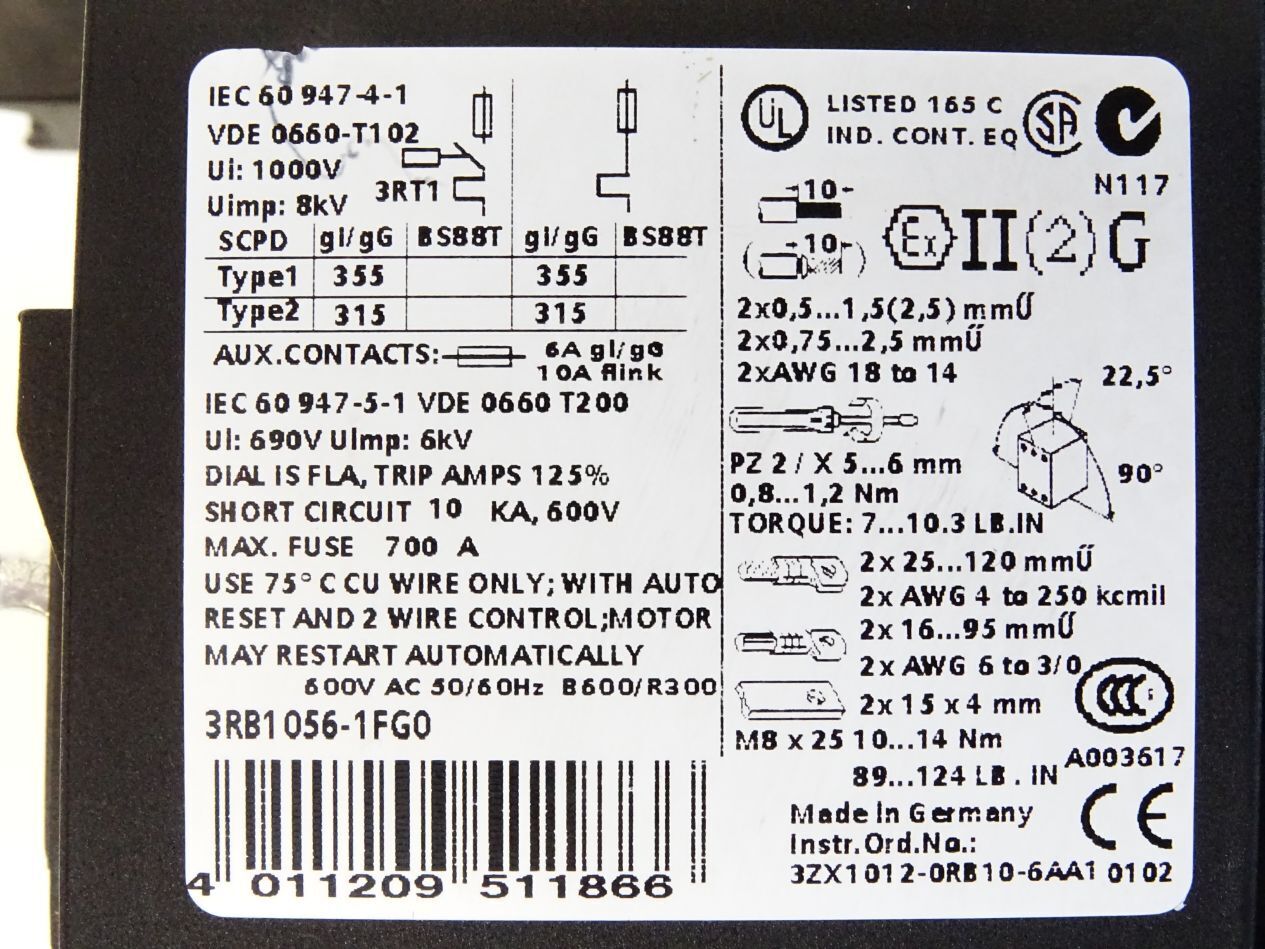 IEC 60 947-4-1
VDE 0660-T102
Ui: 1000V
Uimp: 8kV
3RT1
SCPD gl/gG BS88T gl/gG BS88T
Type1 355 355
Type2 315 315
AUX.CONTACTS: 6A gl/gG
10A flink
IEC 60 947-5-1 VDE 0660 T200
Ui: 690V Uimp: 6kV
DIAL IS FLA, TRIP AMPS 125%
SHORT CIRCUIT 10 KA, 600V
MAX. FUSE 700 A
USE 75° C CU WIRE ONLY; WITH AUTO
RESET AND 2 WIRE CONTROL;MOTOR
MAY RESTART AUTOMATICALLY
600V AC 50/60Hz B600/R300
3RB1056-1FG0
4 011209 511866
UL LISTED 165 C
IND. CONT. EQ
SA
N117
10
10
Ex II (2) G
2x0,5...1,5(2,5) mmŰ
2x0,75...2,5 mmŰ
2xAWG 18 to 14
22,5°
90°
PZ 2 / X 5...6 mm
0,8...1,2 Nm
TORQUE: 7...10.3 LB.IN
2x 25...120 mmŰ
2x AWG 4 to 250 kcmil
2x 16...95 mmŰ
2x AWG 6 to 3/0
2x 15 x 4 mm
CCC
M8 x 25 10...14 Nm
A003617
89...124 LB . IN
CE
Made in Germany
Instr.Ord.No.:
3ZX1012-0RB10-6AA1 0102